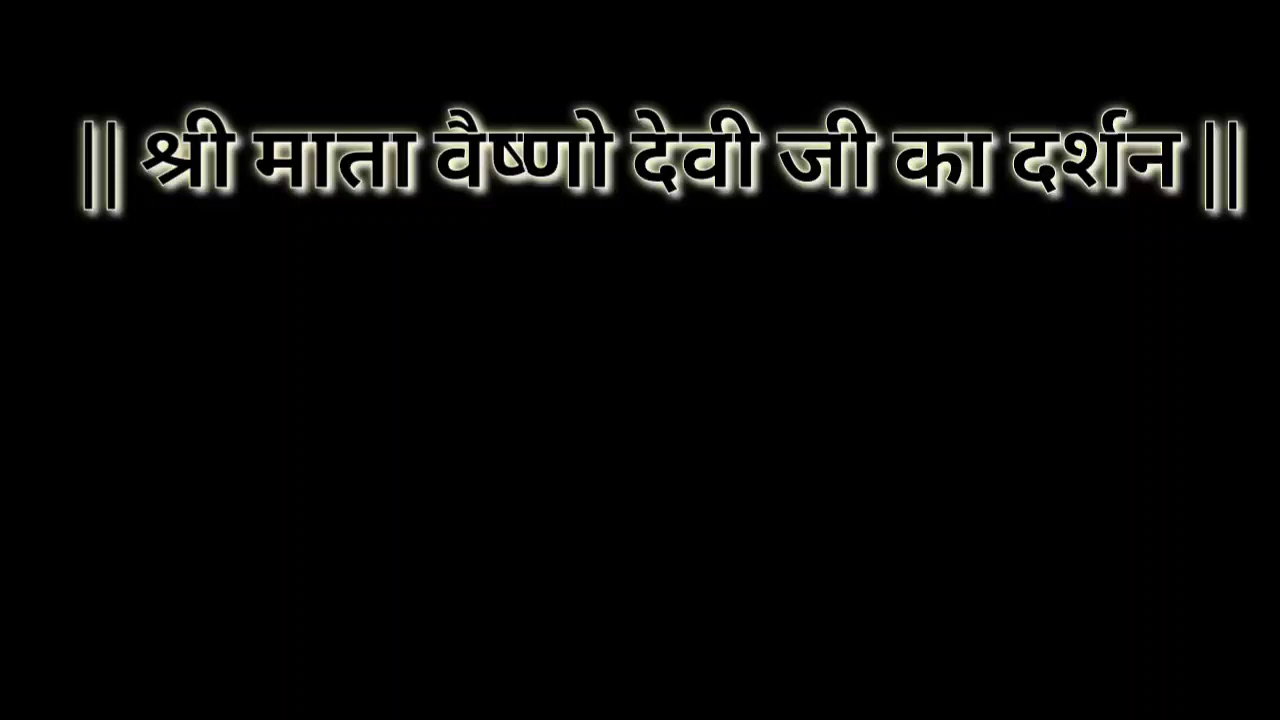 || श्री माता वैष्णो देवी जी का दर्शन ||